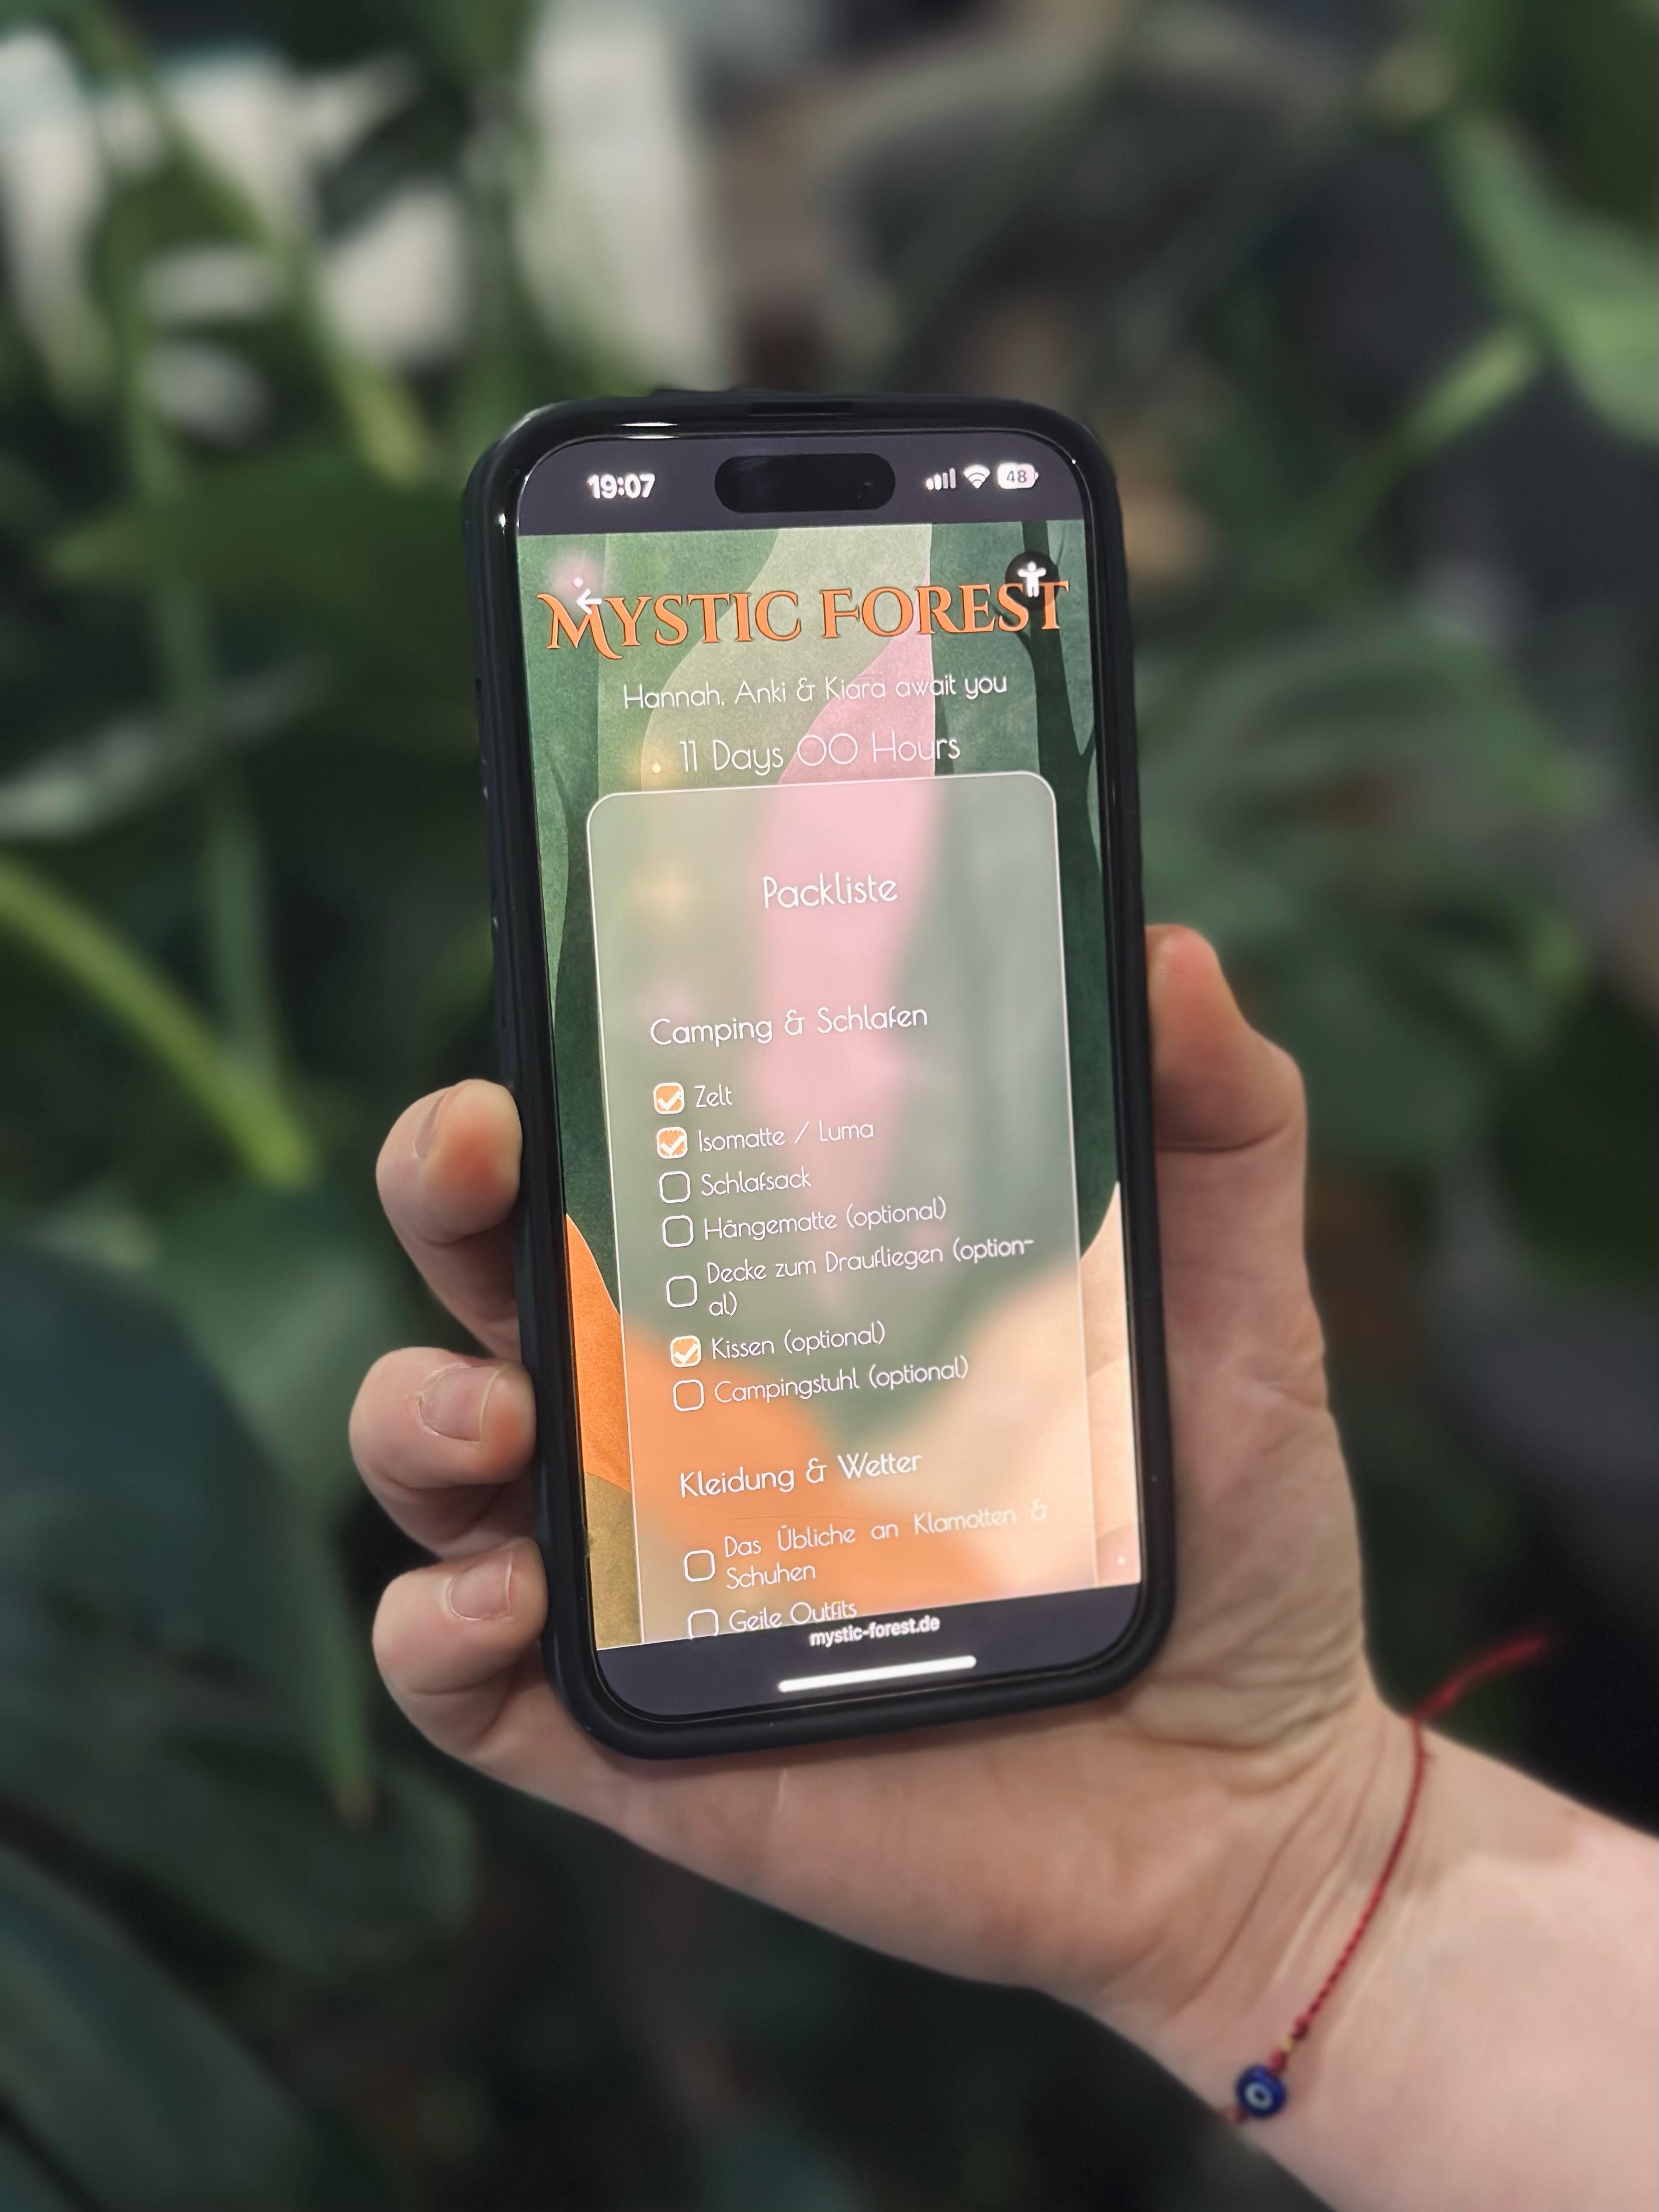 19:07
48
MYSTIC FOREST
Hannah, Anki & Kiara await you
11 Days 00 Hours
Packliste
Camping & Schlafen
Zelt
Isomatte / Luma
Schlafsack
Hängematte (optional)
Decke zum Draufliegen (option-
al)
Kissen (optional)
Campingstuhl (optional)
Kleidung & Wetter
Das Übliche an Klamotten &
Schuhen
Geile Outfits
mystic-forest.de